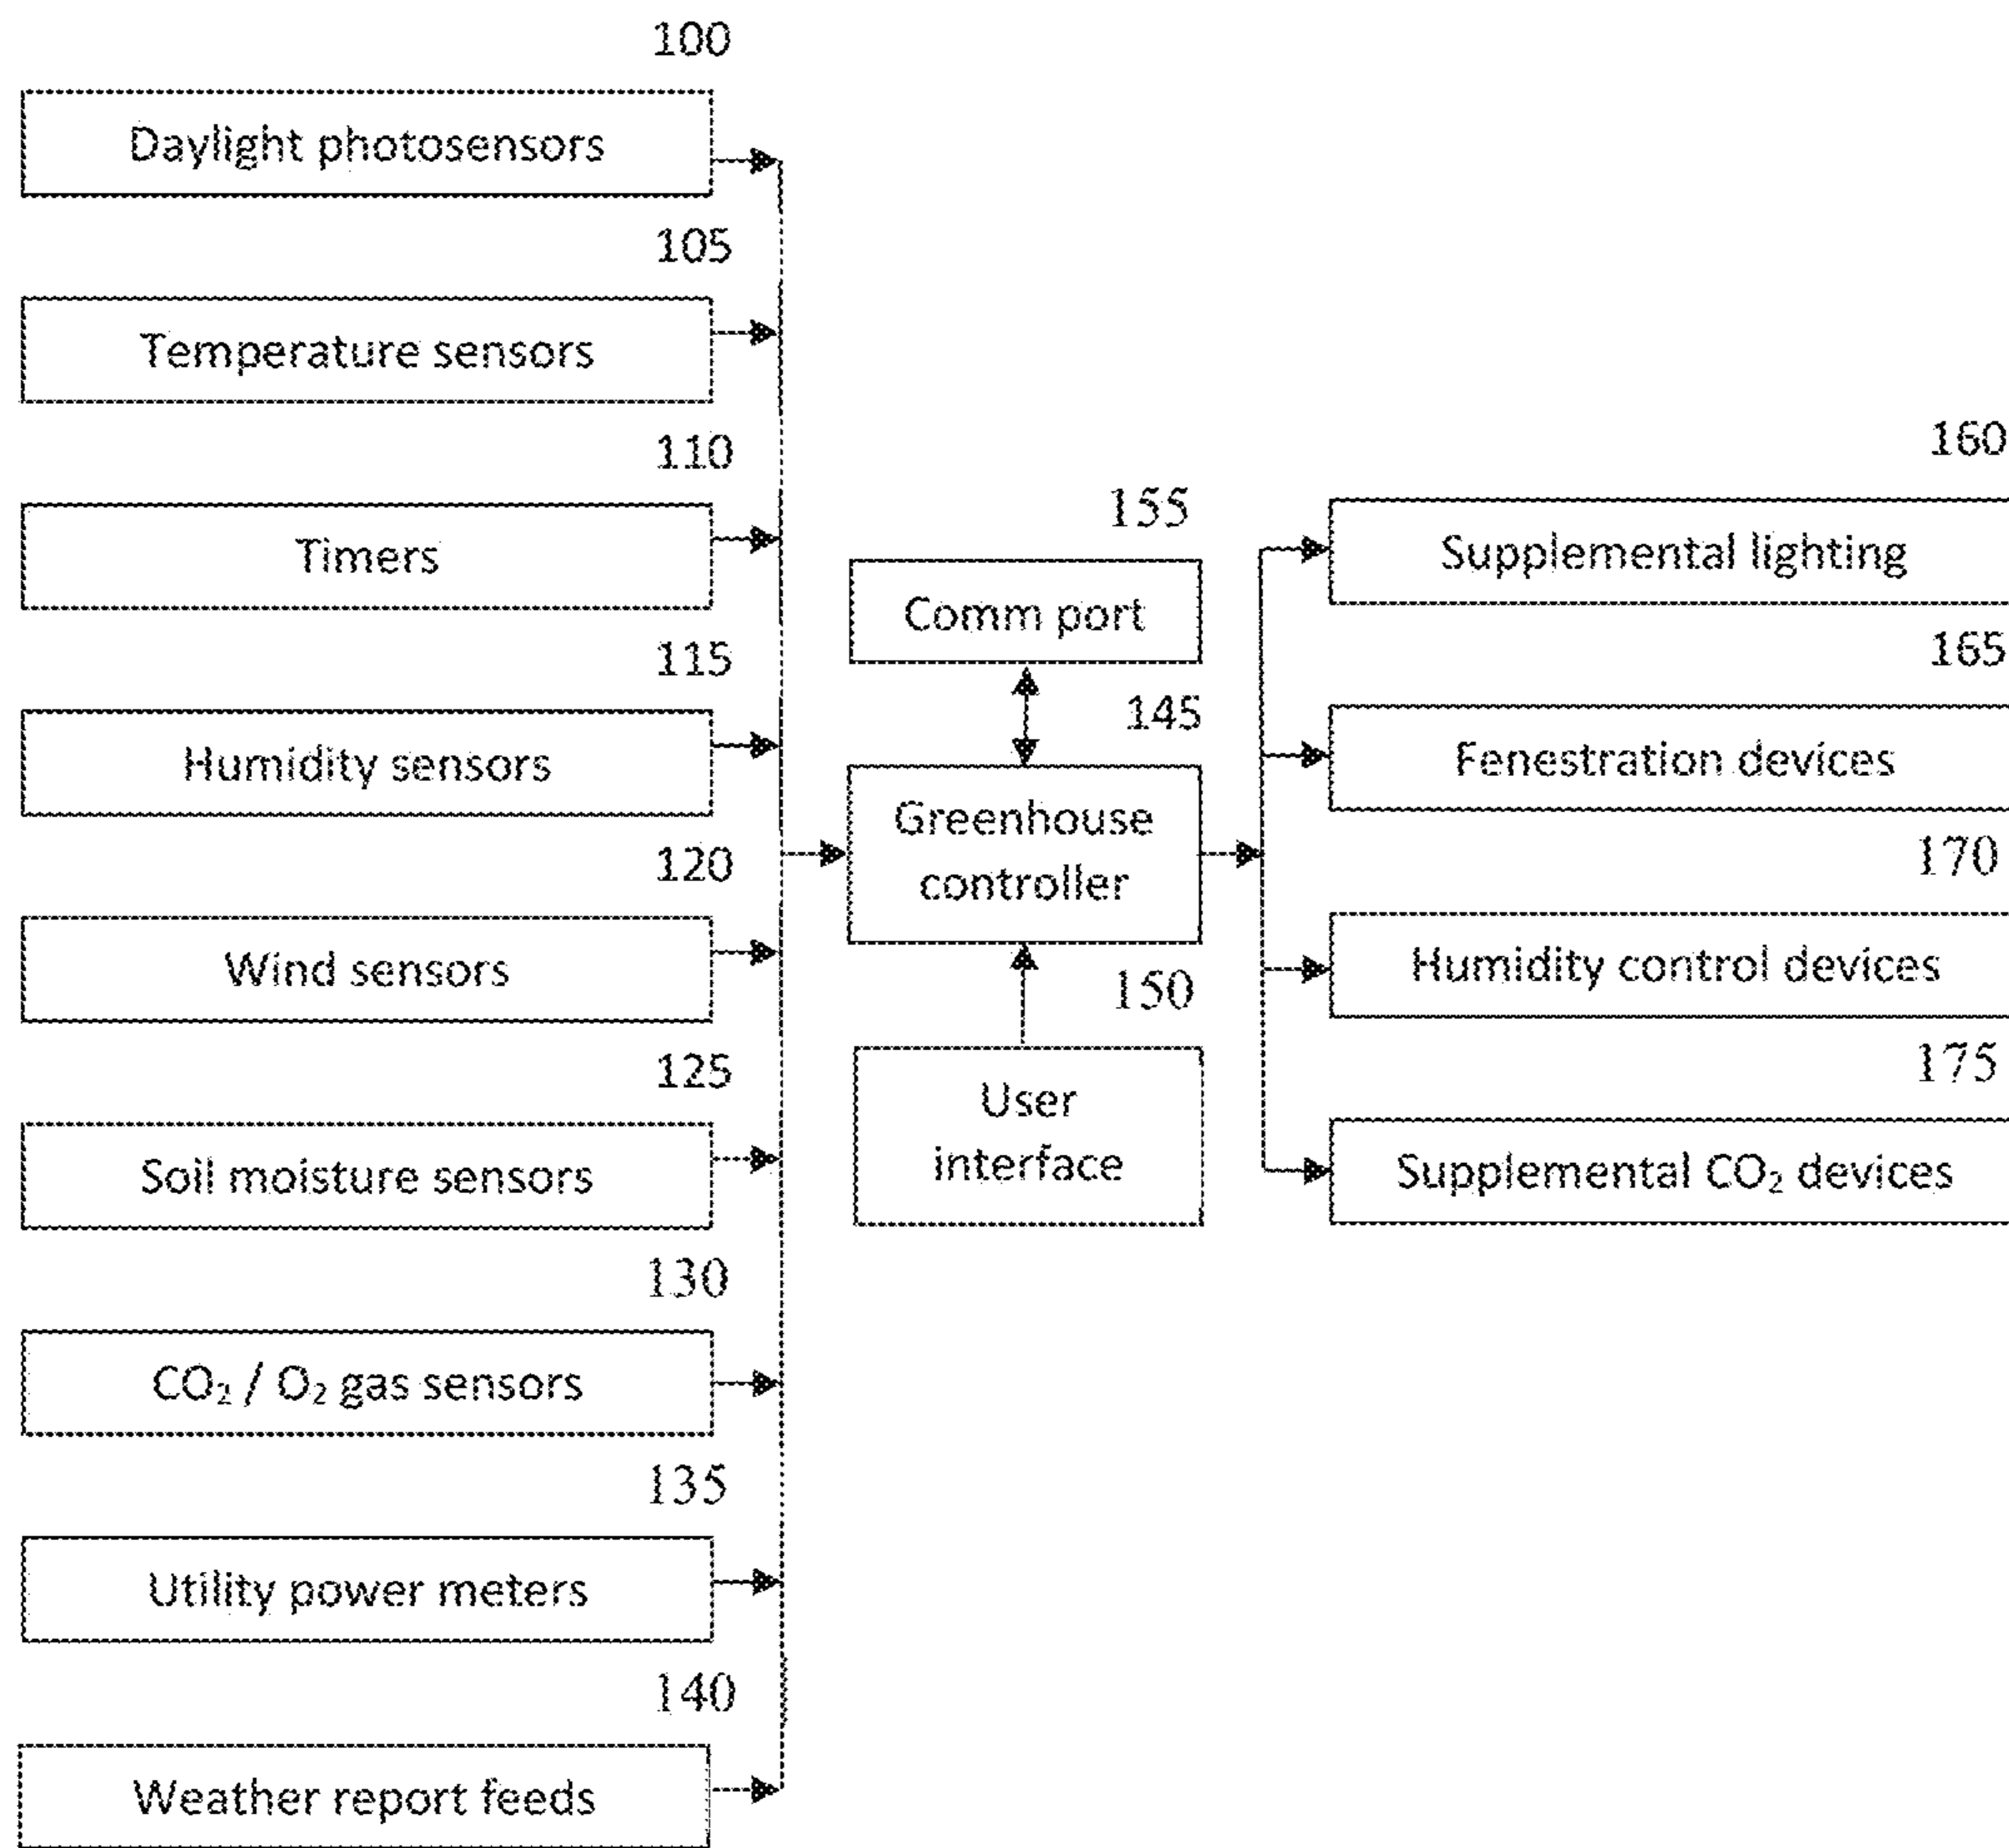 100
Daylight photosensors
105
Temperature sensors
110
Timers
115
Humidity sensors
120
Wind sensors
125
Soil moisture sensors
130
CO₂ / O₂ gas sensors
135
Utility power meters
140
Weather report feeds
155
Comm port
145
Greenhouse
controller
150
User
interface
160
Supplemental lighting
165
Fenestration devices
170
Humidity control devices
175
Supplemental CO₂ devices